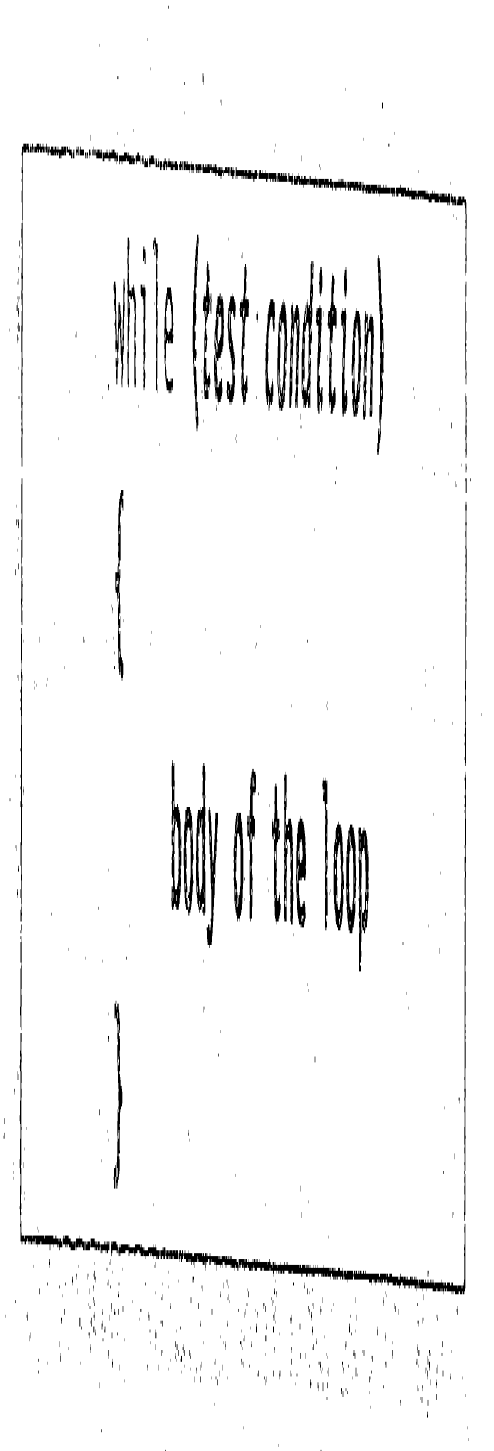 while (test condition)
{
body of the loop
}